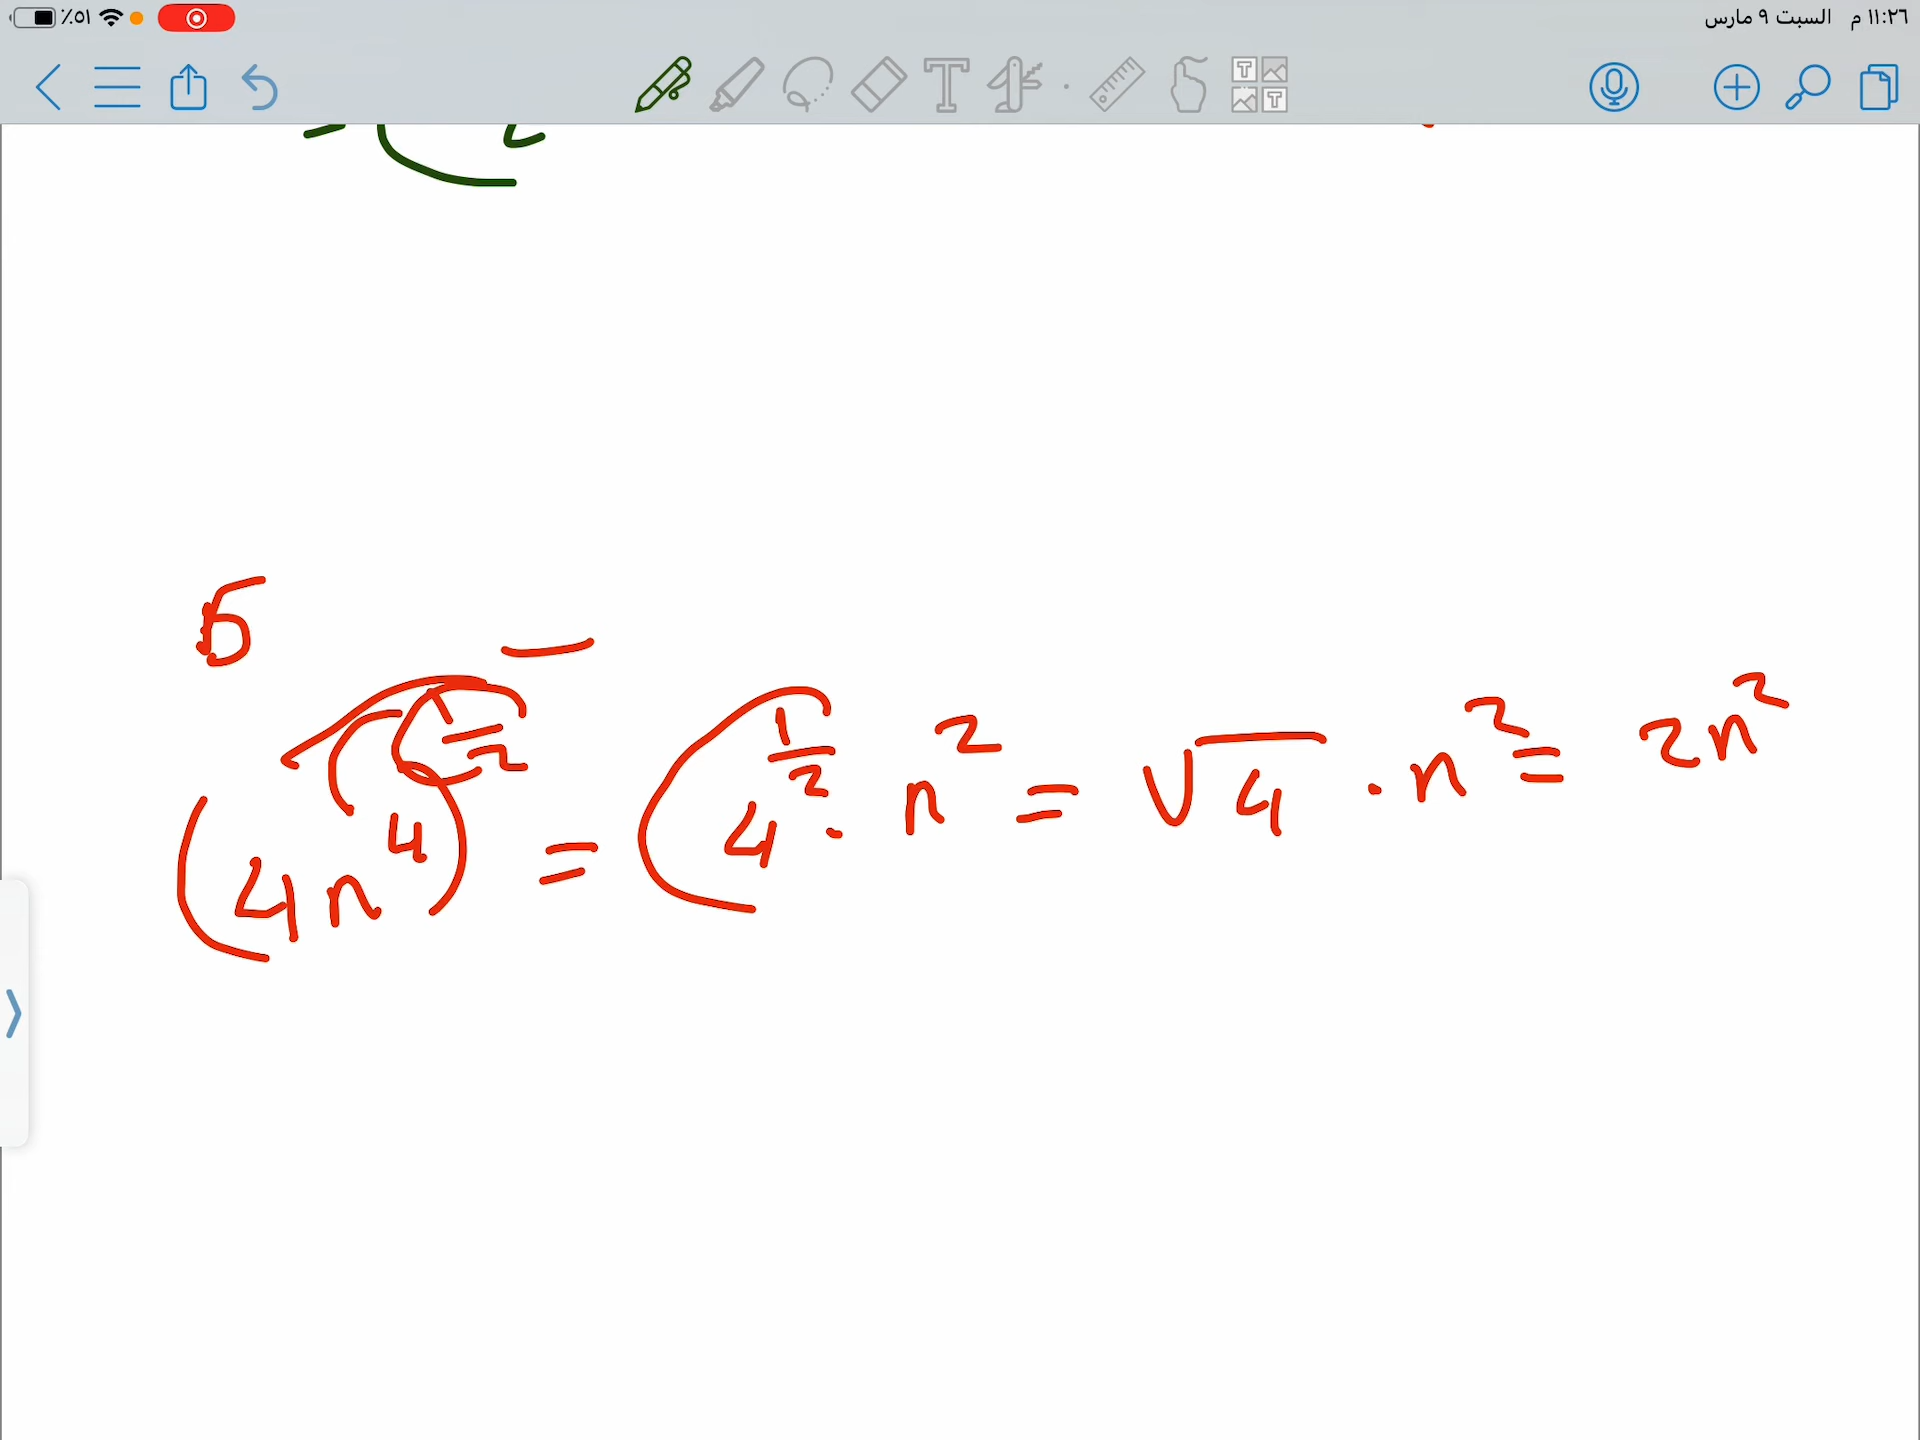 ٪٥١
السبت ٩ مارس ١١:٢٦ م
= ( 2
5
(4n^4)^{1/2} = (4^{1/2} . n^2 = √4 . n^2 = 2n^2